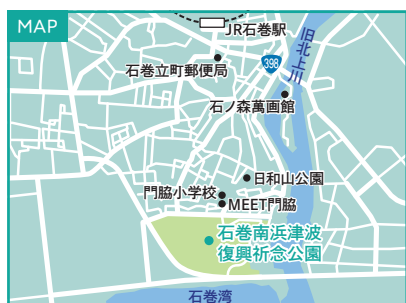 MAP
JR石巻駅
旧北上川
398
石巻立町郵便局
石ノ森萬画館
日和山公園
門脇小学校
MEET門脇
石巻南浜津波
復興祈念公園
石巻湾